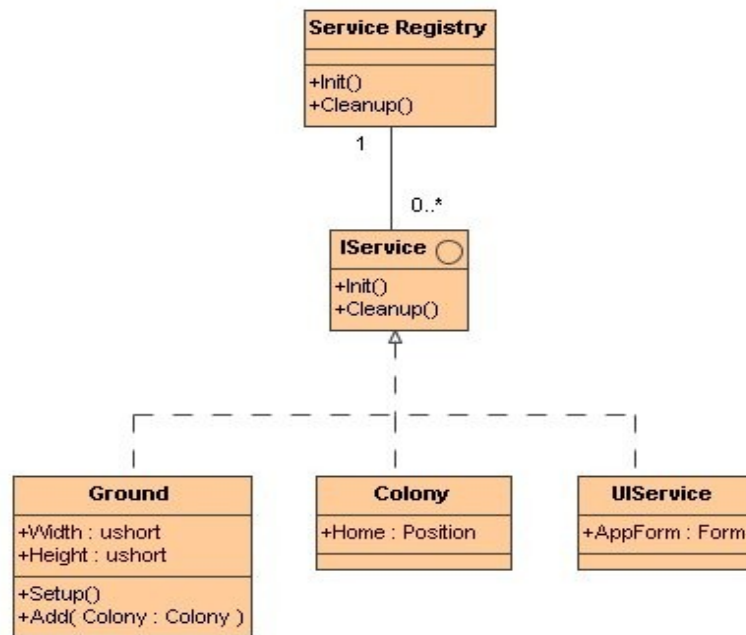 Service Registry
+Init()
+Cleanup()
1
0..*
IService
+Init()
+Cleanup()
Ground
+Width : ushort
+Height : ushort
+Setup()
+Add( Colony : Colony )
Colony
+Home : Position
UIService
+AppForm : Form